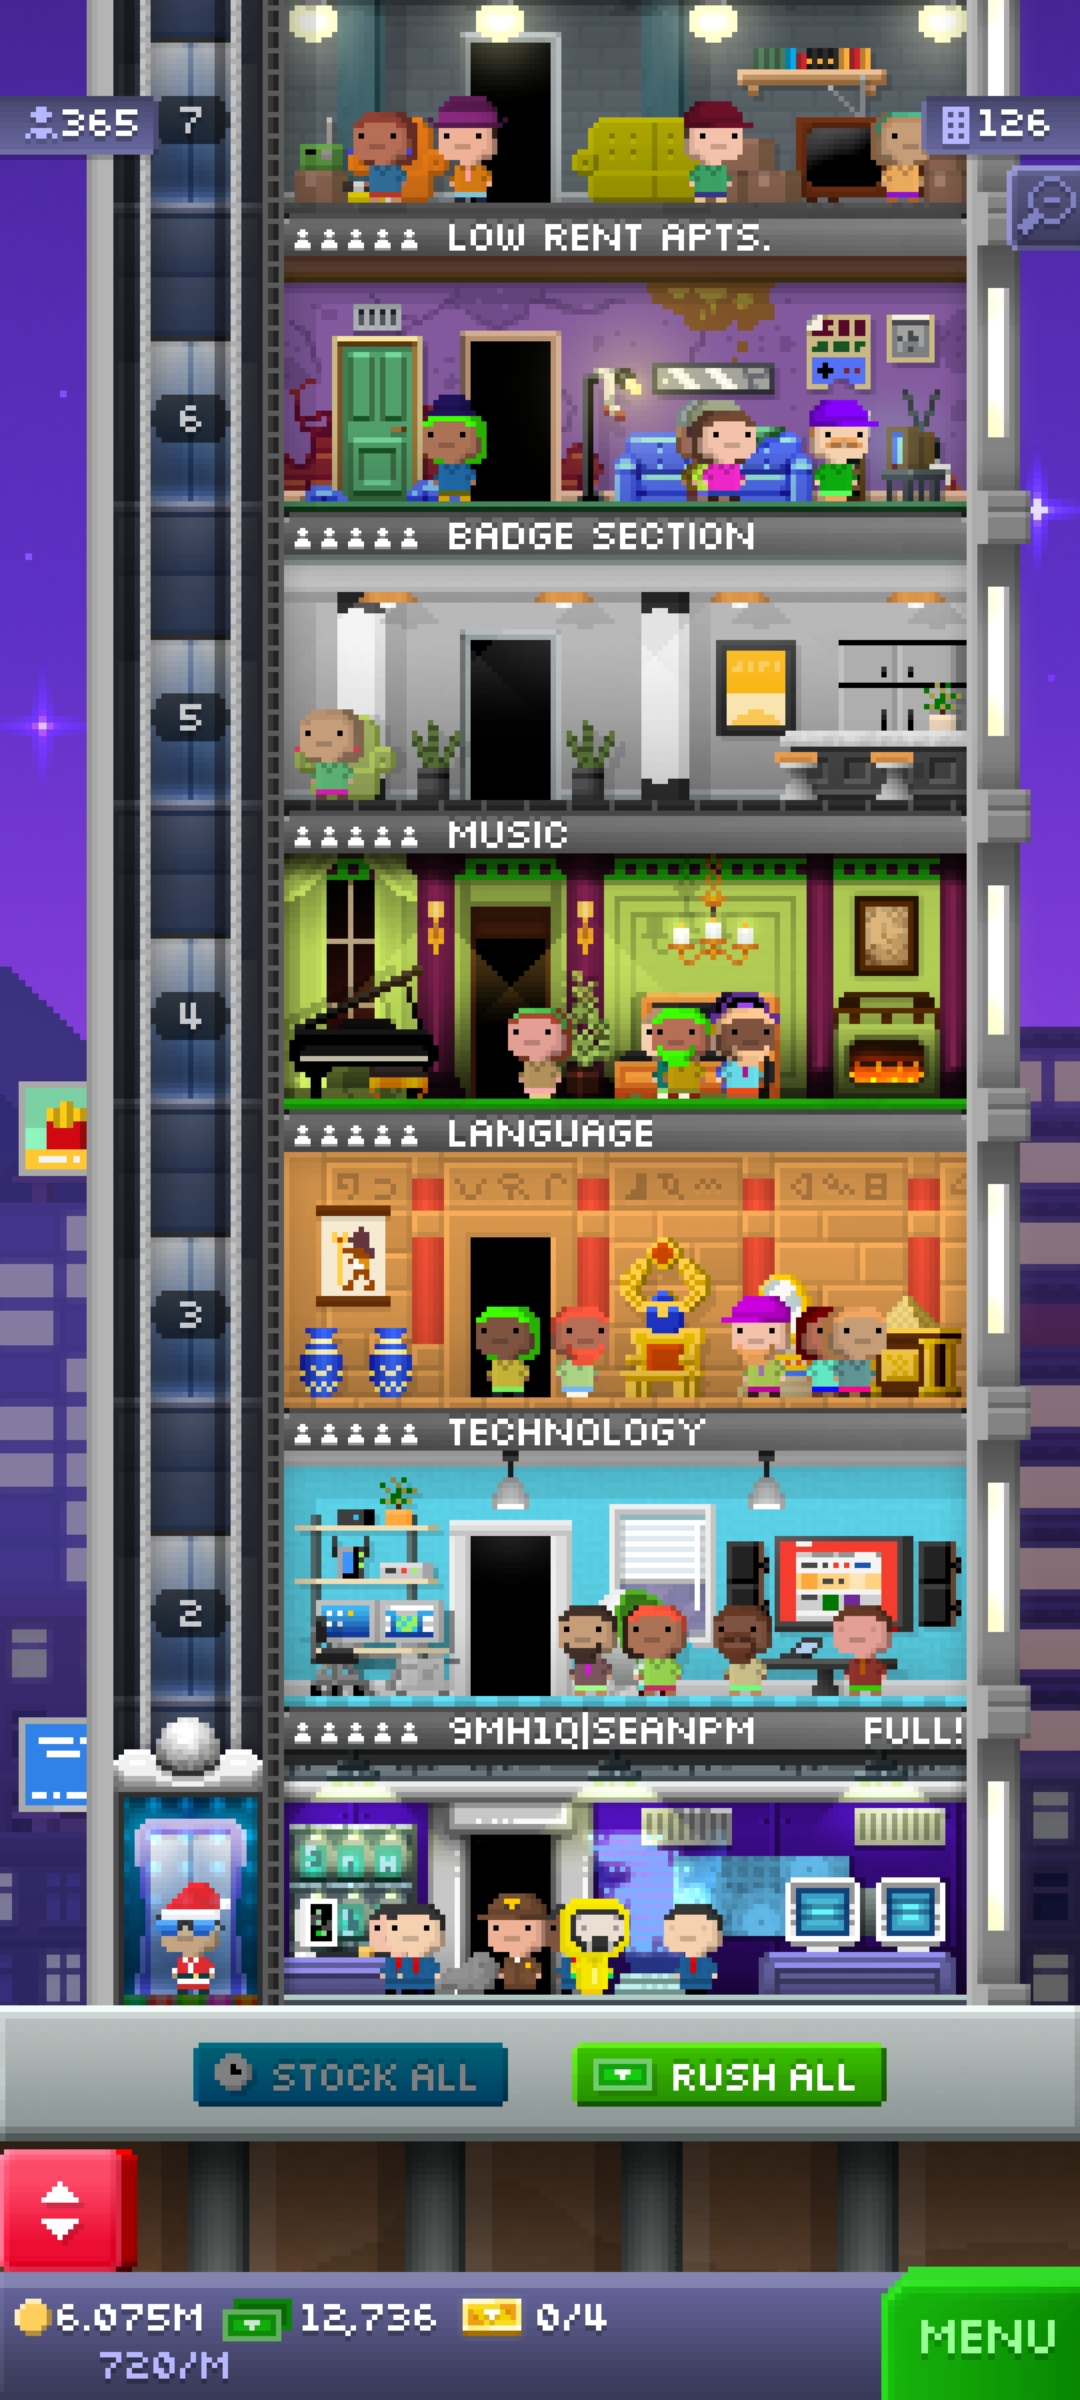 7
365
126
LOW RENT APTS.
6
BADGE SECTION
5
MUSIC
4
LANGUAGE
3
TECHNOLOGY
2
9MH1Q|SEANPM FULL!
STOCK ALL
RUSH ALL
6.075M 12,736 0/4
720/M
MENU